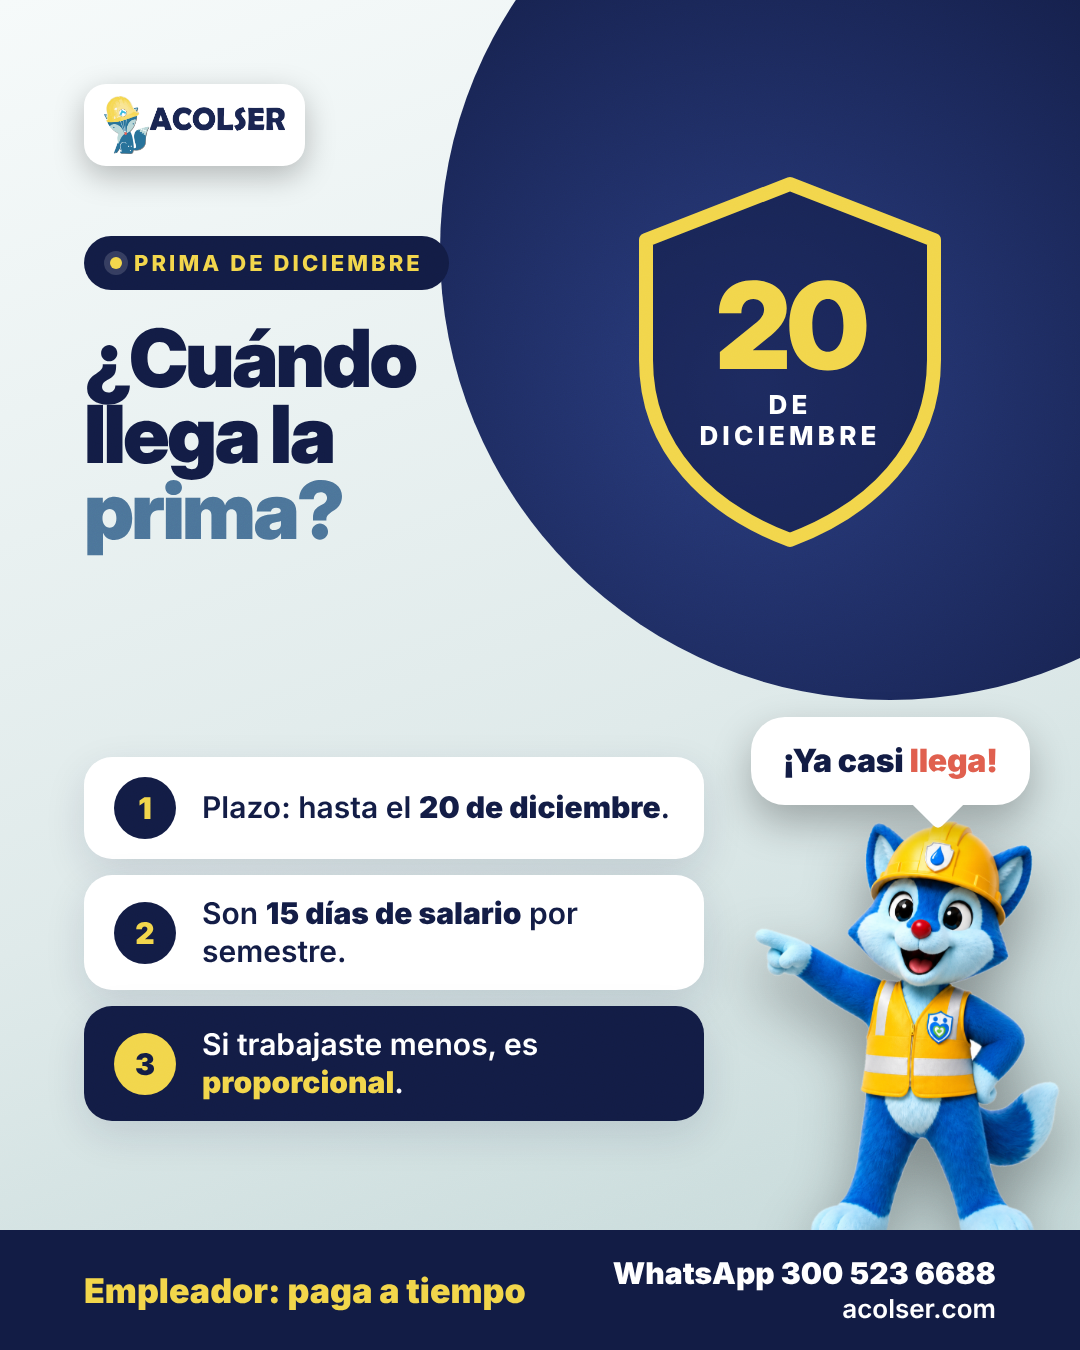 ACOLSER
PRIMA DE DICIEMBRE
¿Cuándo
llega la
prima?
20
DE
DICIEMBRE
¡Ya casi llega!
1 Plazo: hasta el 20 de diciembre.
2 Son 15 días de salario por
semestre.
3 Si trabajaste menos, es
proporcional.
Empleador: paga a tiempo
WhatsApp 300 523 6688
acolser.com